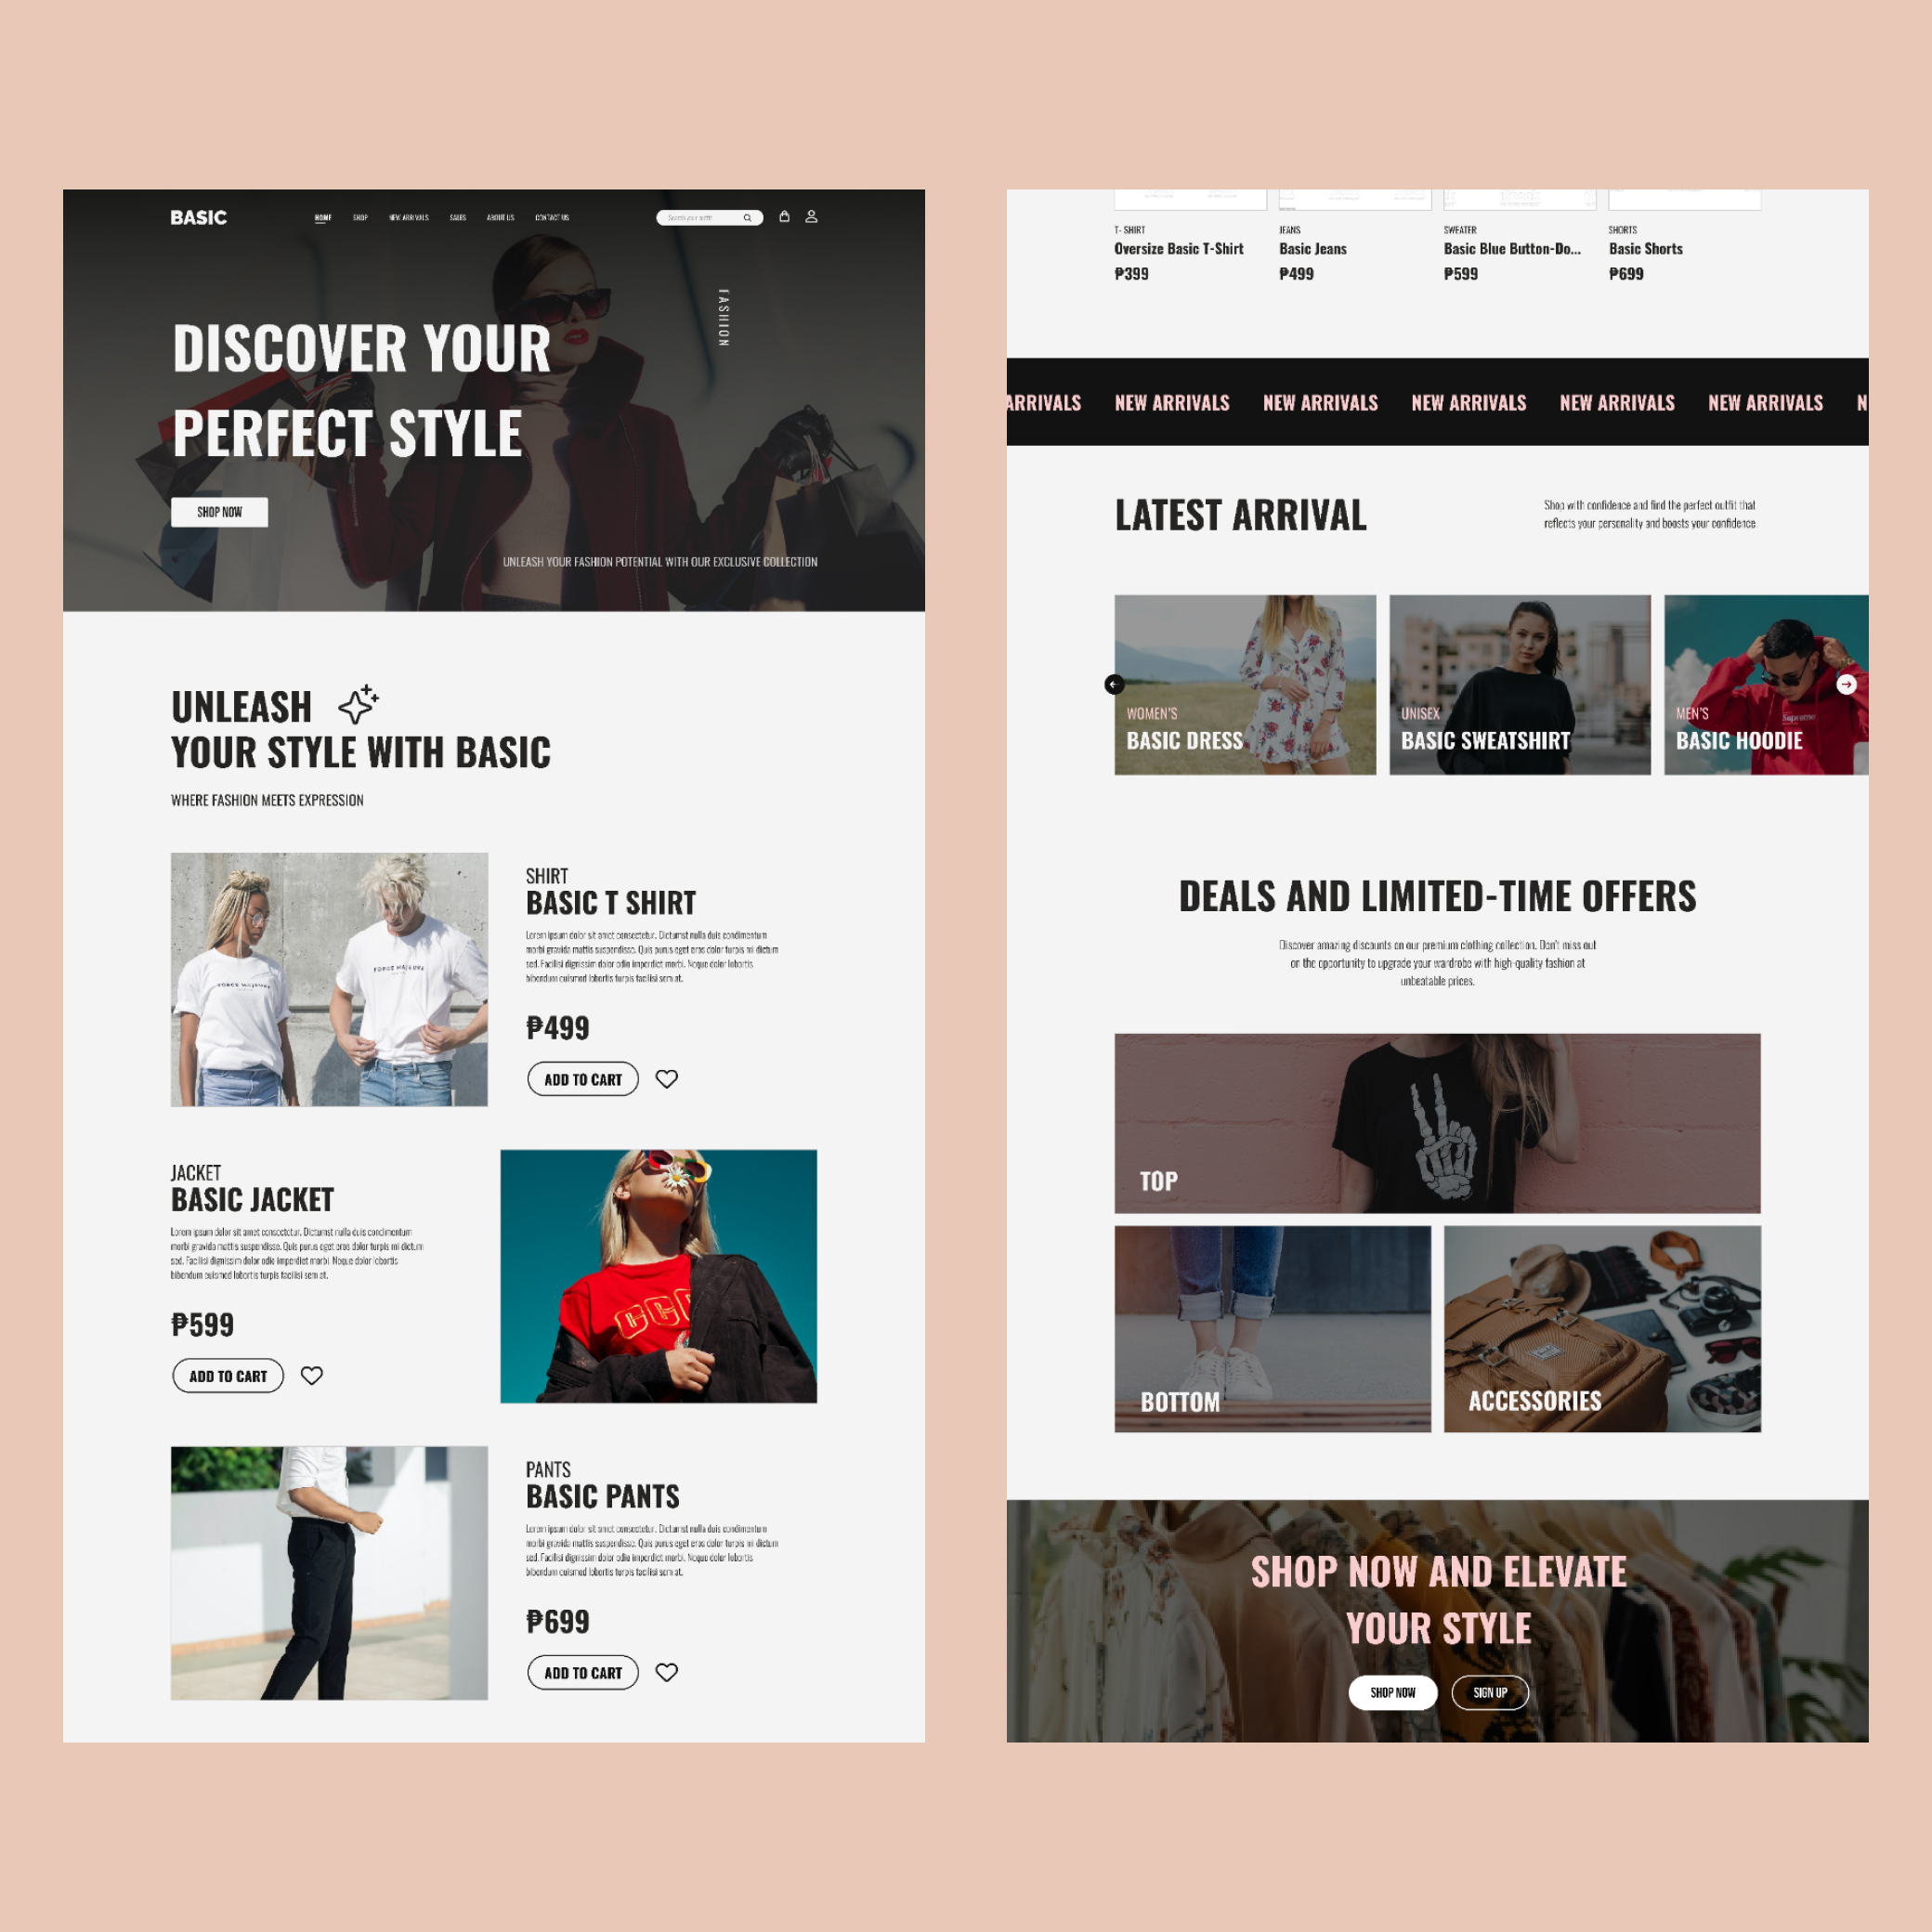 BASIC
HOME SHOP NEW ARRIVALS SALES ABOUT US CONTACT US
Search your outfit
FASHION
DISCOVER YOUR
PERFECT STYLE
SHOP NOW
UNLEASH YOUR FASHION POTENTIAL WITH OUR EXCLUSIVE COLLECTION
UNLEASH
YOUR STYLE WITH BASIC
WHERE FASHION MEETS EXPRESSION
FORCE MAJEURE
FORCE MAJEURE
SHIRT
BASIC T SHIRT
Lorem ipsum dolor sit amet consectetur. Dictumst nulla duis condimentum
morbi gravida mattis suspendisse. Quis purus eget eros dolor turpis mi dictum
sed. Facilisi dignissim dolor odio imperdiet morbi. Neque dolor lobortis
bibendum euismod lobortis turpis facilisi sem at.
₱499
ADD TO CART
JACKET
BASIC JACKET
Lorem ipsum dolor sit amet consectetur. Dictumst nulla duis condimentum
morbi gravida mattis suspendisse. Quis purus eget eros dolor turpis mi dictum
sed. Facilisi dignissim dolor odio imperdiet morbi. Neque dolor lobortis
bibendum euismod lobortis turpis facilisi sem at.
₱599
ADD TO CART
PANTS
BASIC PANTS
Lorem ipsum dolor sit amet consectetur. Dictumst nulla duis condimentum
morbi gravida mattis suspendisse. Quis purus eget eros dolor turpis mi dictum
sed. Facilisi dignissim dolor odio imperdiet morbi. Neque dolor lobortis
bibendum euismod lobortis turpis facilisi sem at.
₱699
ADD TO CART
T- SHIRT
Oversize Basic T-Shirt
₱399
JEANS
Basic Jeans
₱499
SWEATER
Basic Blue Button-Do...
₱599
SHORTS
Basic Shorts
₱699
ARRIVALS NEW ARRIVALS NEW ARRIVALS NEW ARRIVALS NEW ARRIVALS NEW ARRIVALS N
LATEST ARRIVAL
Shop with confidence and find the perfect outfit that
reflects your personality and boosts your confidence.
WOMEN'S
BASIC DRESS
UNISEX
BASIC SWEATSHIRT
Supreme
MEN'S
BASIC HOODIE
DEALS AND LIMITED-TIME OFFERS
Discover amazing discounts on our premium clothing collection. Don't miss out
on the opportunity to upgrade your wardrobe with high-quality fashion at
unbeatable prices.
TOP
BOTTOM
ACCESSORIES
SHOP NOW AND ELEVATE
YOUR STYLE
SHOP NOW
SIGN UP